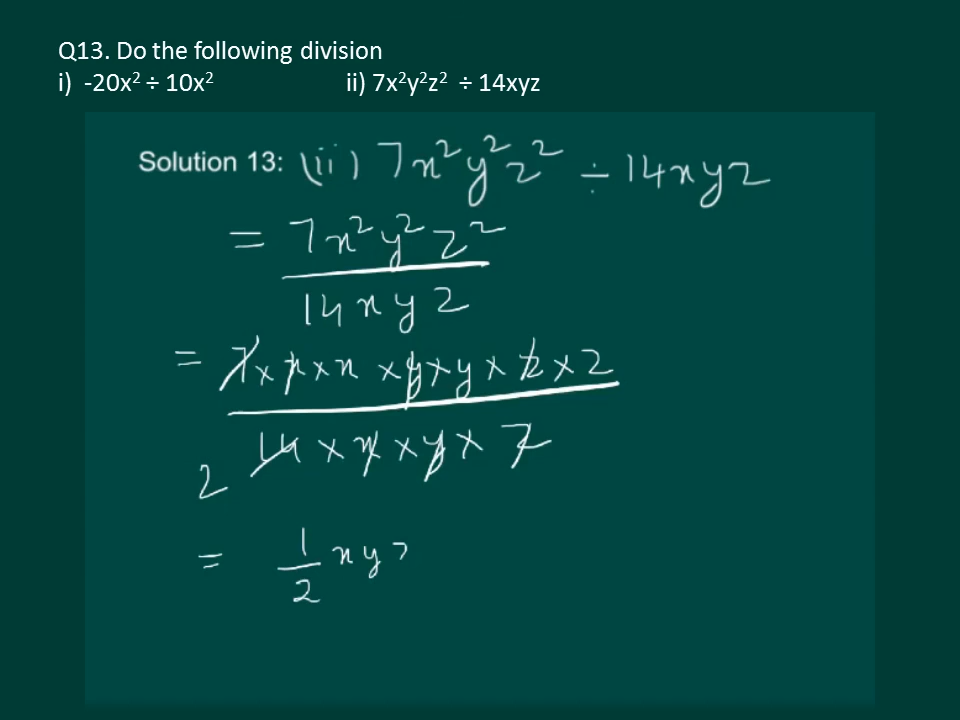 Q13. Do the following division
i) -20x² ÷ 10x² ii) 7x²y²z² ÷ 14xyz
Solution 13: (ii) 7x²y²z² ÷ 14xyz
= 7x²y²z²
14xyz
= 7 × x × x × y × y × z × z
2 14 × x × y × z
= 1/2 xyz